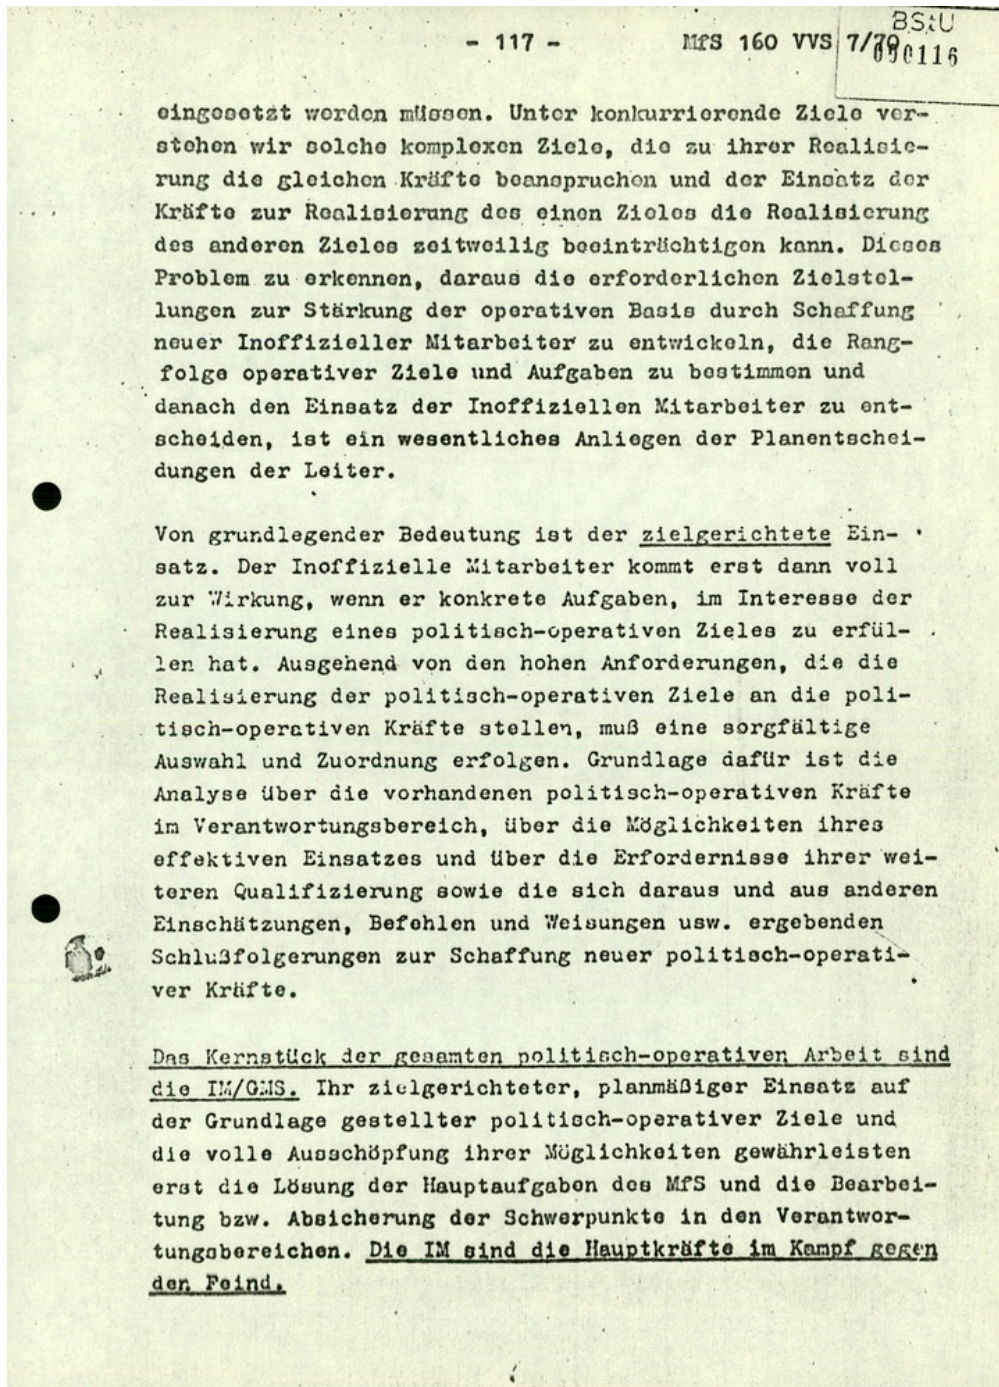 BStU
- 117 - MfS 160 VVS 7/79
000116
eingesetzt werden müssen. Unter konkurrierende Ziele ver-
stehen wir solche komplexen Ziele, die zu ihrer Realisie-
rung die gleichen Kräfte beanspruchen und der Einsatz der
Kräfte zur Realisierung des einen Zieles die Realisierung
des anderen Zieles zeitweilig beeinträchtigen kann. Dieses
Problem zu erkennen, daraus die erforderlichen Zielstel-
lungen zur Stärkung der operativen Basis durch Schaffung
neuer Inoffizieller Mitarbeiter zu entwickeln, die Rang-
folge operativer Ziele und Aufgaben zu bestimmen und
danach den Einsatz der Inoffiziellen Mitarbeiter zu ent-
scheiden, ist ein wesentliches Anliegen der Planentschei-
dungen der Leiter.
Von grundlegender Bedeutung ist der zielgerichtete Ein-
satz. Der Inoffizielle Mitarbeiter kommt erst dann voll
zur Wirkung, wenn er konkrete Aufgaben, im Interesse der
Realisierung eines politisch-operativen Zieles zu erfül-
len hat. Ausgehend von den hohen Anforderungen, die die
Realisierung der politisch-operativen Ziele an die poli-
tisch-operativen Kräfte stellen, muß eine sorgfältige
Auswahl und Zuordnung erfolgen. Grundlage dafür ist die
Analyse über die vorhandenen politisch-operativen Kräfte
im Verantwortungsbereich, über die Möglichkeiten ihres
effektiven Einsatzes und über die Erfordernisse ihrer wei-
teren Qualifizierung sowie die sich daraus und aus anderen
Einschätzungen, Befehlen und Weisungen usw. ergebenden
Schlußfolgerungen zur Schaffung neuer politisch-operati-
ver Kräfte.
Das Kernstück der gesamten politisch-operativen Arbeit sind
die IM/GMS. Ihr zielgerichteter, planmäßiger Einsatz auf
der Grundlage gestellter politisch-operativer Ziele und
die volle Ausschöpfung ihrer Möglichkeiten gewährleisten
erst die Lösung der Hauptaufgaben des MfS und die Bearbei-
tung bzw. Absicherung der Schwerpunkte in den Verantwor-
tungsbereichen. Die IM sind die Hauptkräfte im Kampf gegen
den Feind.